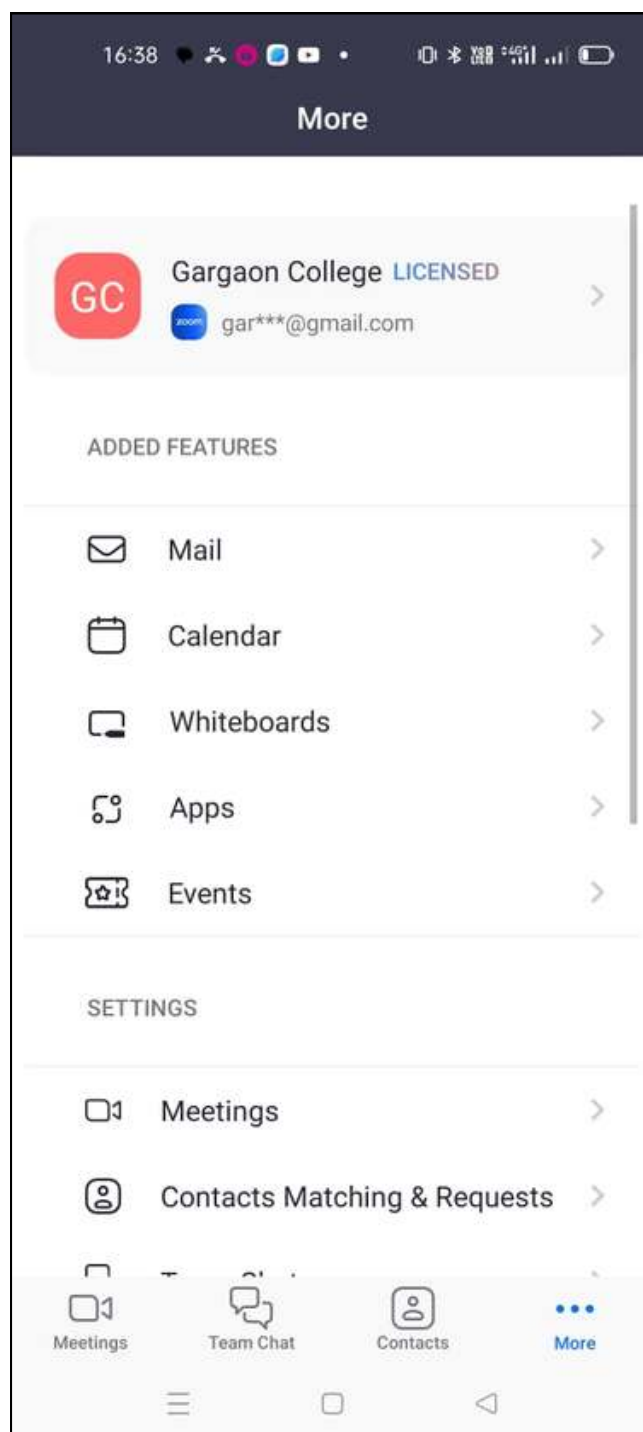 16:38
More
GC
Gargaon College LICENSED
zoom gar***@gmail.com
ADDED FEATURES
Mail
Calendar
Whiteboards
Apps
Events
SETTINGS
Meetings
Contacts Matching & Requests
Meetings Team Chat Contacts More